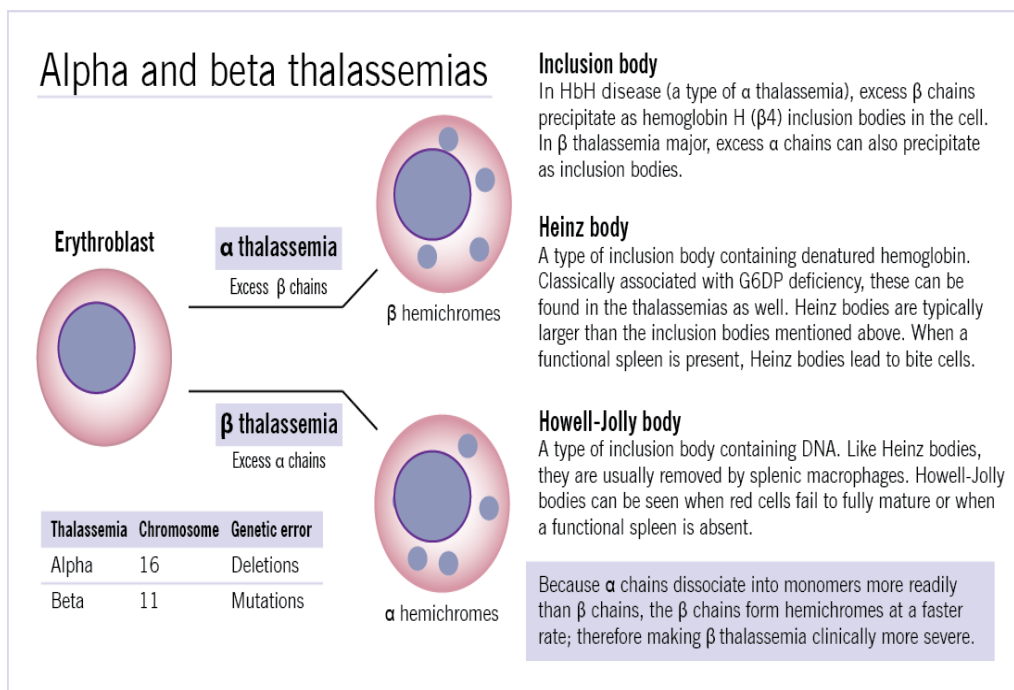 Alpha and beta thalassemias
Erythroblast
α thalassemia
Excess β chains
β hemichromes
β thalassemia
Excess α chains
α hemichromes
Thalassemia Chromosome Genetic error
Alpha 16 Deletions
Beta 11 Mutations
Inclusion body
In HbH disease (a type of α thalassemia), excess β chains
precipitate as hemoglobin H (β4) inclusion bodies in the cell.
In β thalassemia major, excess α chains can also precipitate
as inclusion bodies.
Heinz body
A type of inclusion body containing denatured hemoglobin.
Classically associated with G6DP deficiency, these can be
found in the thalassemias as well. Heinz bodies are typically
larger than the inclusion bodies mentioned above. When a
functional spleen is present, Heinz bodies lead to bite cells.
Howell-Jolly body
A type of inclusion body containing DNA. Like Heinz bodies,
they are usually removed by splenic macrophages. Howell-Jolly
bodies can be seen when red cells fail to fully mature or when
a functional spleen is absent.
Because α chains dissociate into monomers more readily
than β chains, the β chains form hemichromes at a faster
rate; therefore making β thalassemia clinically more severe.